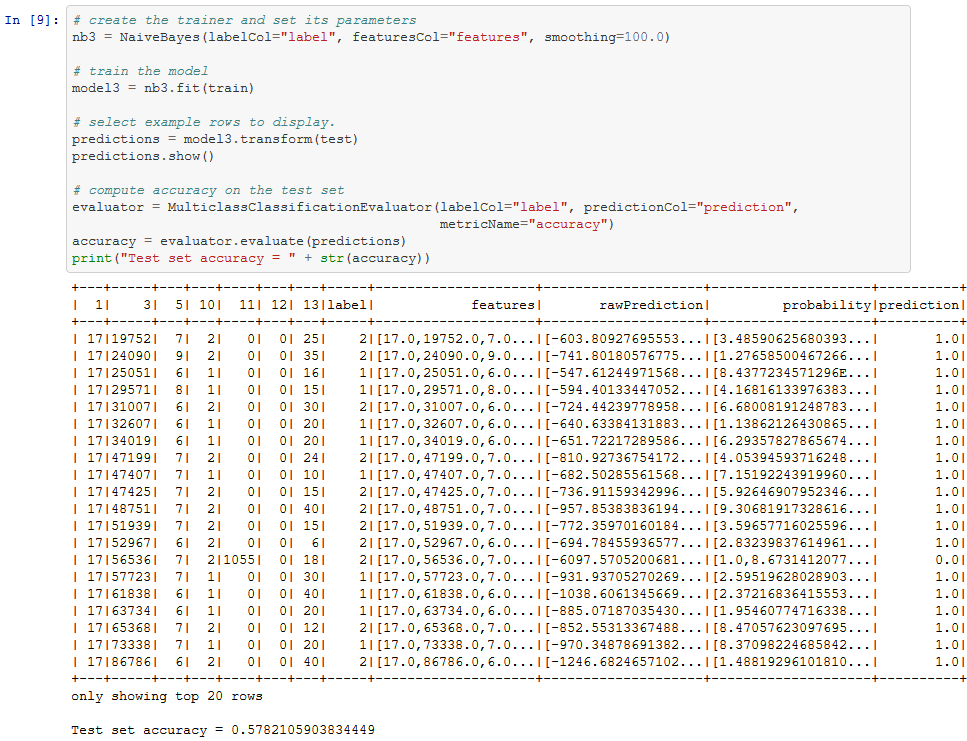 In [9]: # create the trainer and set its parameters
nb3 = NaiveBayes(labelCol="label", featuresCol="features", smoothing=100.0)
# train the model
model3 = nb3.fit(train)
# select example rows to display.
predictions = model3.transform(test)
predictions.show()
# compute accuracy on the test set
evaluator = MulticlassClassificationEvaluator(labelCol="label", predictionCol="prediction",
metricName="accuracy")
accuracy = evaluator.evaluate(predictions)
print("Test set accuracy = " + str(accuracy))
+---+-----+---+---+----+---+---+-----+--------------------+--------------------+--------------------+----------+
|  1|    3|  5| 10|  11| 12| 13|label|            features|       rawPrediction|         probability|prediction|
+---+-----+---+---+----+---+---+-----+--------------------+--------------------+--------------------+----------+
| 17|19752|  7|  2|   0|  0| 25|    2|[17.0,19752.0,7.0...|[-603.80927695553...|[3.48590625680393...|       1.0|
| 17|24090|  9|  2|   0|  0| 35|    2|[17.0,24090.0,9.0...|[-741.80180576775...|[1.27658500467266...|       1.0|
| 17|25051|  6|  1|   0|  0| 16|    1|[17.0,25051.0,6.0...|[-547.61244971568...|[8.4377234571296E...|       1.0|
| 17|29571|  8|  1|   0|  0| 15|    1|[17.0,29571.0,8.0...|[-594.40133447052...|[4.16816133976383...|       1.0|
| 17|31007|  6|  2|   0|  0| 30|    2|[17.0,31007.0,6.0...|[-724.44239778958...|[6.68008191248783...|       1.0|
| 17|32607|  6|  1|   0|  0| 20|    1|[17.0,32607.0,6.0...|[-640.63384131883...|[1.13862126430865...|       1.0|
| 17|34019|  6|  1|   0|  0| 20|    1|[17.0,34019.0,6.0...|[-651.72217289586...|[6.29357827865674...|       1.0|
| 17|47199|  7|  2|   0|  0| 24|    2|[17.0,47199.0,7.0...|[-810.92736754172...|[4.05394593716248...|       1.0|
| 17|47407|  7|  1|   0|  0| 10|    1|[17.0,47407.0,7.0...|[-682.50285561568...|[7.15192243919960...|       1.0|
| 17|47425|  7|  2|   0|  0| 15|    2|[17.0,47425.0,7.0...|[-736.91159342996...|[5.92646907952346...|       1.0|
| 17|48751|  7|  2|   0|  0| 40|    2|[17.0,48751.0,7.0...|[-957.85383836194...|[9.30681917328616...|       1.0|
| 17|51939|  7|  2|   0|  0| 15|    2|[17.0,51939.0,7.0...|[-772.35970160184...|[3.59657716025596...|       1.0|
| 17|52967|  6|  2|   0|  0|  6|    2|[17.0,52967.0,6.0...|[-694.78455936577...|[2.83239837614961...|       1.0|
| 17|56536|  7|  2|1055|  0| 18|    2|[17.0,56536.0,7.0...|[-6097.5705200681...|[1.0,8.6731412077...|       0.0|
| 17|57723|  7|  1|   0|  0| 30|    1|[17.0,57723.0,7.0...|[-931.93705270269...|[2.59519628028903...|       1.0|
| 17|61838|  6|  1|   0|  0| 40|    1|[17.0,61838.0,6.0...|[-1038.6061345669...|[2.37216836415553...|       1.0|
| 17|63734|  6|  1|   0|  0| 20|    1|[17.0,63734.0,6.0...|[-885.07187035430...|[1.95460774716338...|       1.0|
| 17|65368|  7|  2|   0|  0| 12|    2|[17.0,65368.0,7.0...|[-852.55313367488...|[8.47057623097695...|       1.0|
| 17|73338|  7|  1|   0|  0| 20|    1|[17.0,73338.0,7.0...|[-970.34878691382...|[8.37098224685842...|       1.0|
| 17|86786|  6|  2|   0|  0| 40|    2|[17.0,86786.0,6.0...|[-1246.6824657102...|[1.48819296101810...|       1.0|
+---+-----+---+---+----+---+---+-----+--------------------+--------------------+--------------------+----------+
only showing top 20 rows
Test set accuracy = 0.5782105903834449